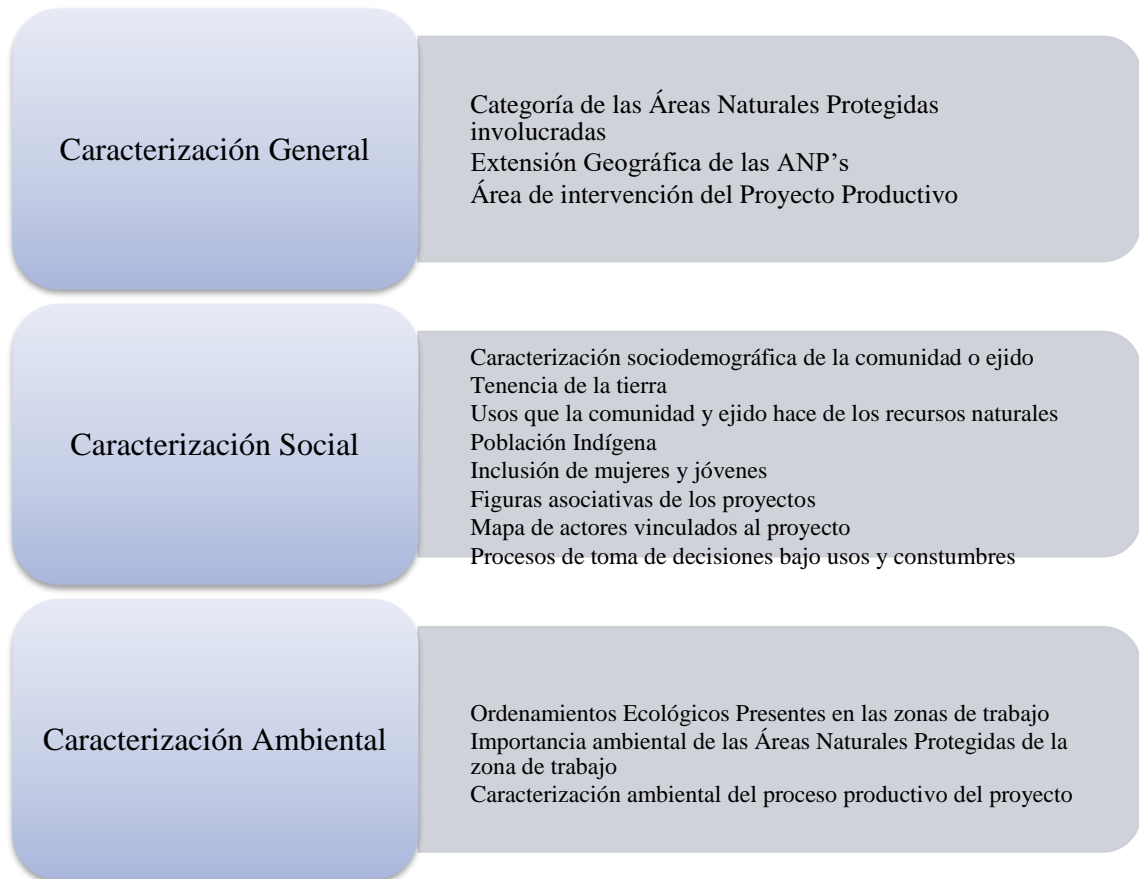 Caracterización General
Categoría de las Áreas Naturales Protegidas
involucradas
Extensión Geográfica de las ANP’s
Área de intervención del Proyecto Productivo
Caracterización Social
Caracterización sociodemográfica de la comunidad o ejido
Tenencia de la tierra
Usos que la comunidad y ejido hace de los recursos naturales
Población Indígena
Inclusión de mujeres y jóvenes
Figuras asociativas de los proyectos
Mapa de actores vinculados al proyecto
Procesos de toma de decisiones bajo usos y constumbres
Caracterización Ambiental
Ordenamientos Ecológicos Presentes en las zonas de trabajo
Importancia ambiental de las Áreas Naturales Protegidas de la
zona de trabajo
Caracterización ambiental del proceso productivo del proyecto